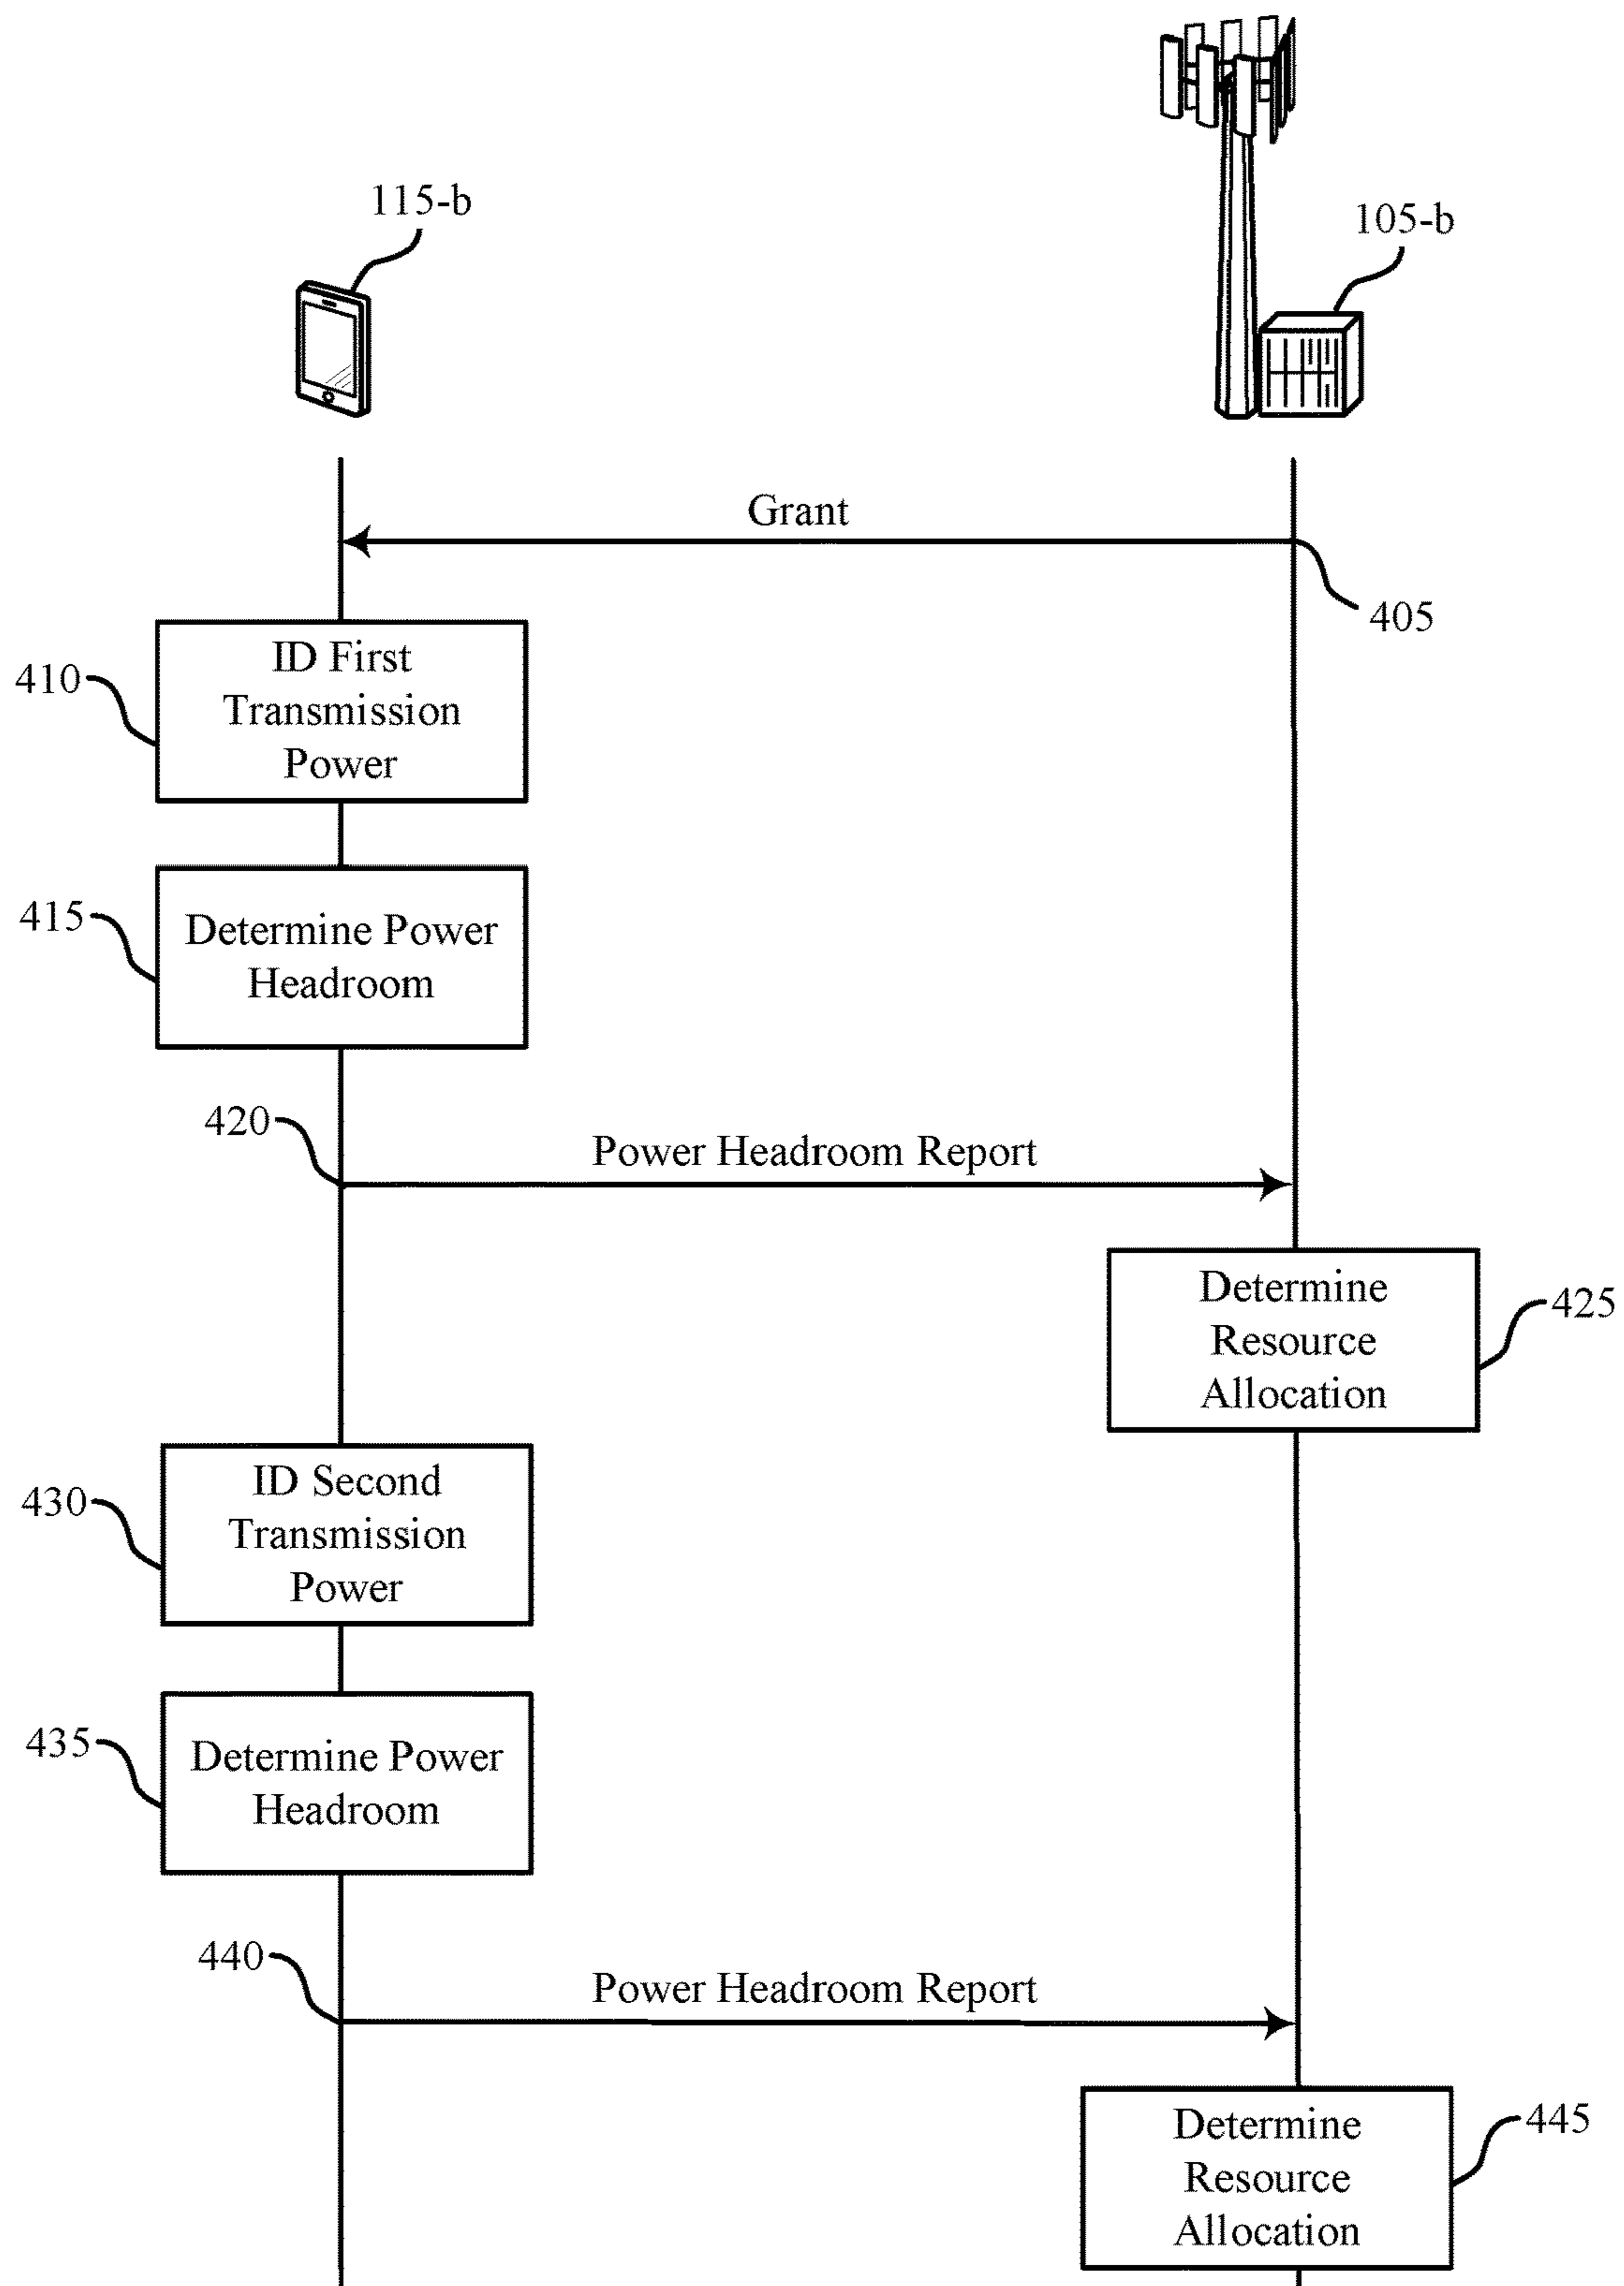 115-b
105-b
Grant
405
410
ID First
Transmission
Power
415
Determine Power
Headroom
420
Power Headroom Report
Determine
Resource
Allocation
425
430
ID Second
Transmission
Power
435
Determine Power
Headroom
440
Power Headroom Report
Determine
Resource
Allocation
445